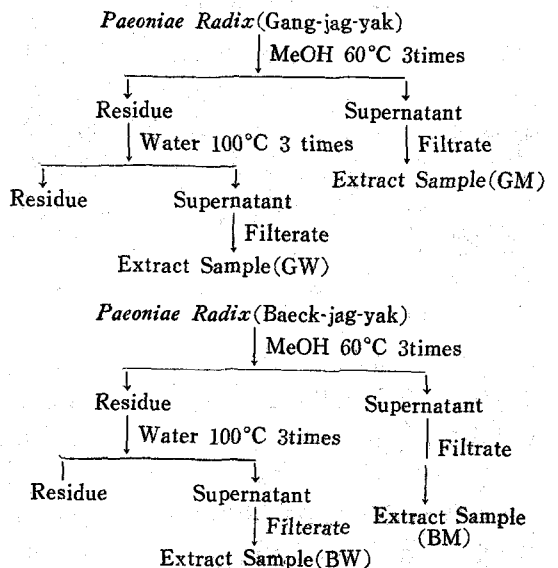 Paeoniae Radix(Gang-jag-yak)
MeOH 60°C 3times
Residue Supernatant
Water 100°C 3 times Filtrate
Residue Supernatant Extract Sample(GM)
Filterate
Extract Sample(GW)
Paeoniae Radix(Baeck-jag-yak)
MeOH 60°C 3times
Residue Supernatant
Water 100°C 3times Filtrate
Residue Supernatant Extract Sample
Filterate (BM)
Extract Sample(BW)